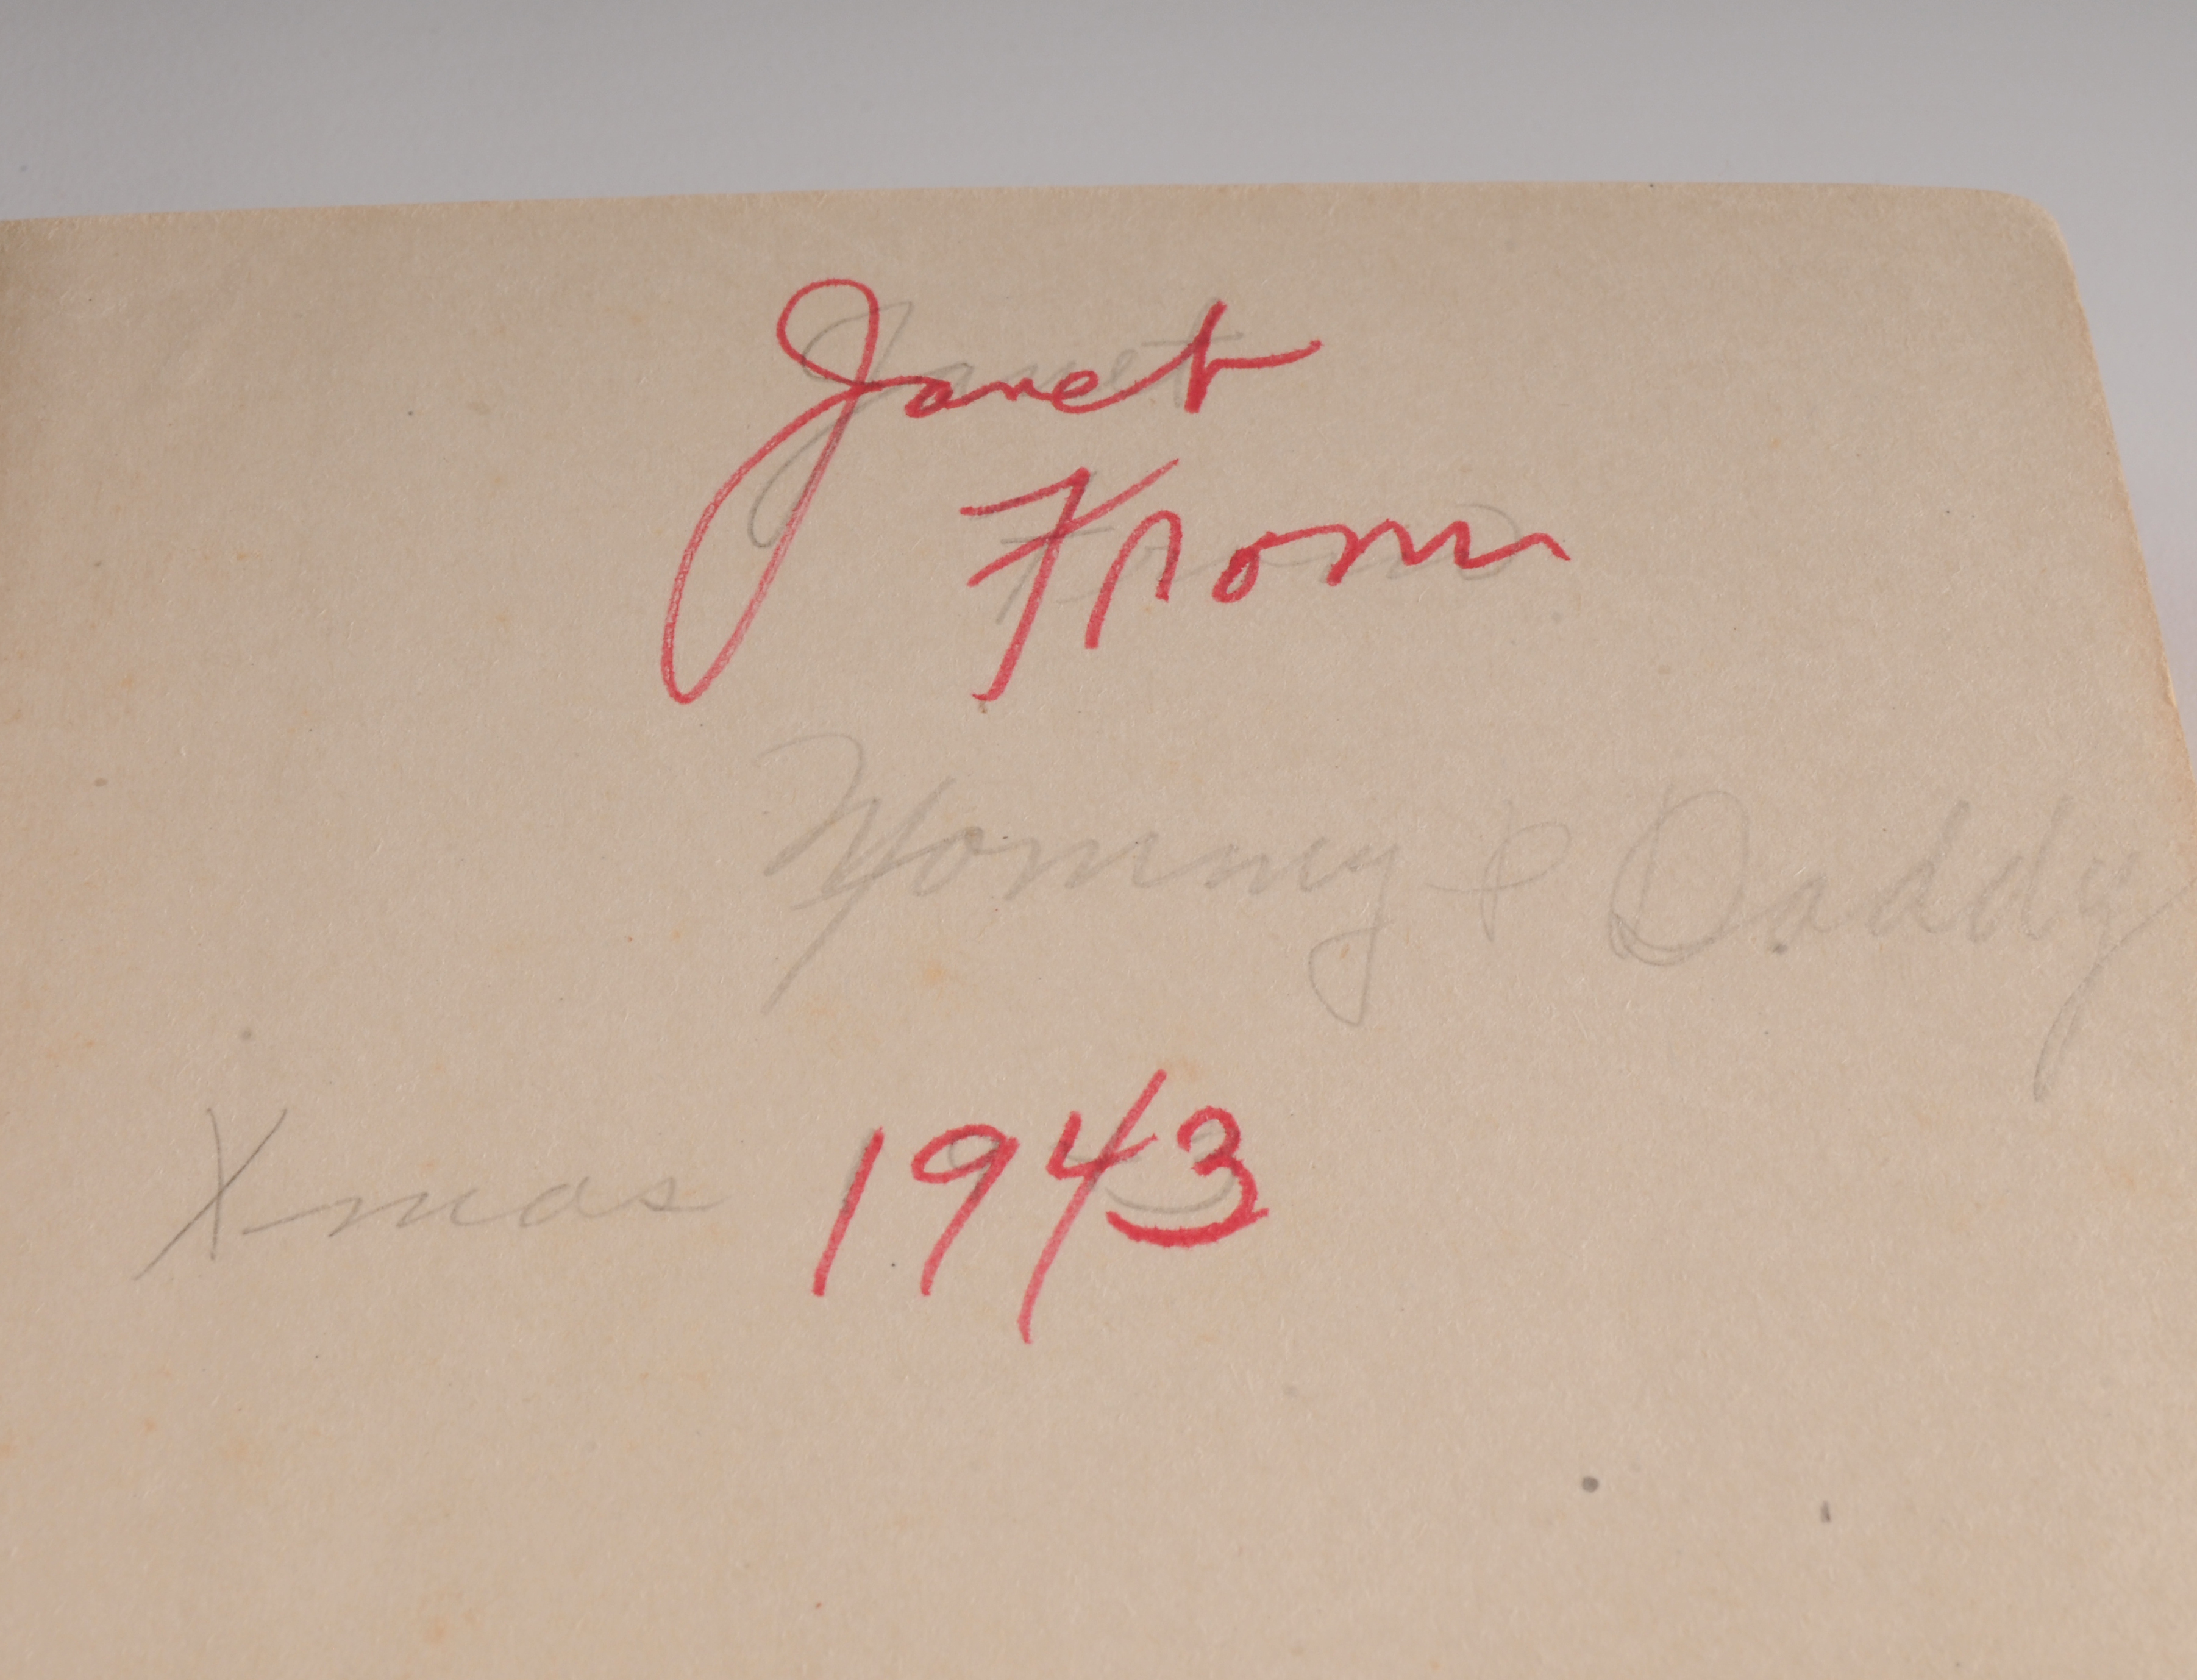 Janet
From
Mommy & Daddy
Xmas 1943